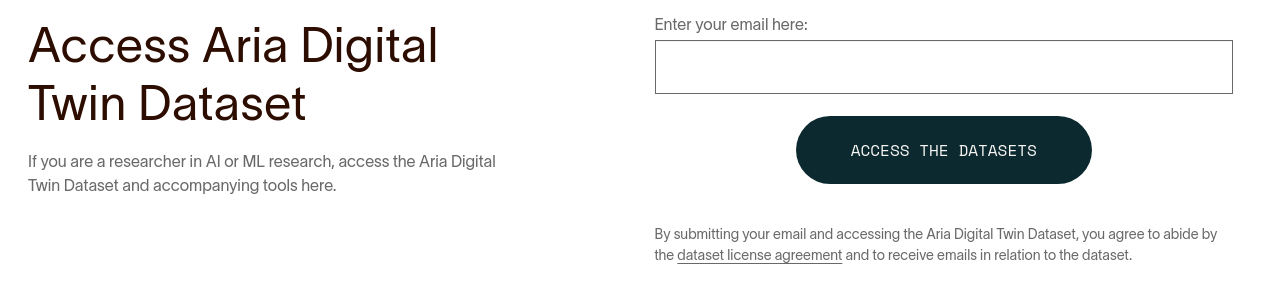 Access Aria Digital
Twin Dataset
If you are a researcher in AI or ML research, access the Aria Digital
Twin Dataset and accompanying tools here.
Enter your email here:
ACCESS THE DATASETS
By submitting your email and accessing the Aria Digital Twin Dataset, you agree to abide by
the dataset license agreement and to receive emails in relation to the dataset.